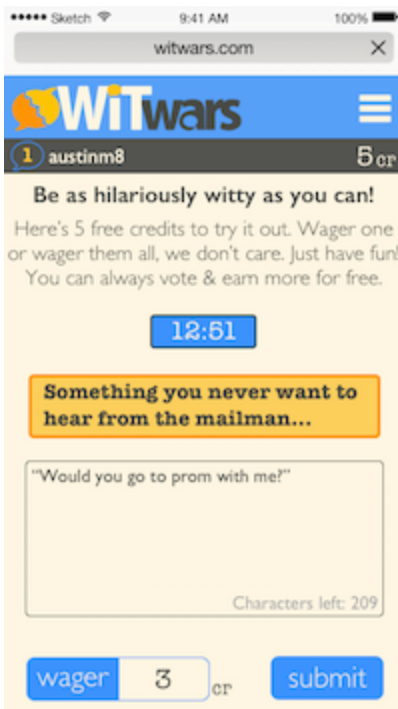 Sketch 9:41 AM 100%
witwars.com
WiTwars
1 austinm8 5 cr
Be as hilariously witty as you can!
Here's 5 free credits to try it out. Wager one
or wager them all, we don't care. Just have fun!
You can always vote & earn more for free.
12:51
Something you never want to
hear from the mailman...
"Would you go to prom with me?"
Characters left: 209
wager 3 cr submit